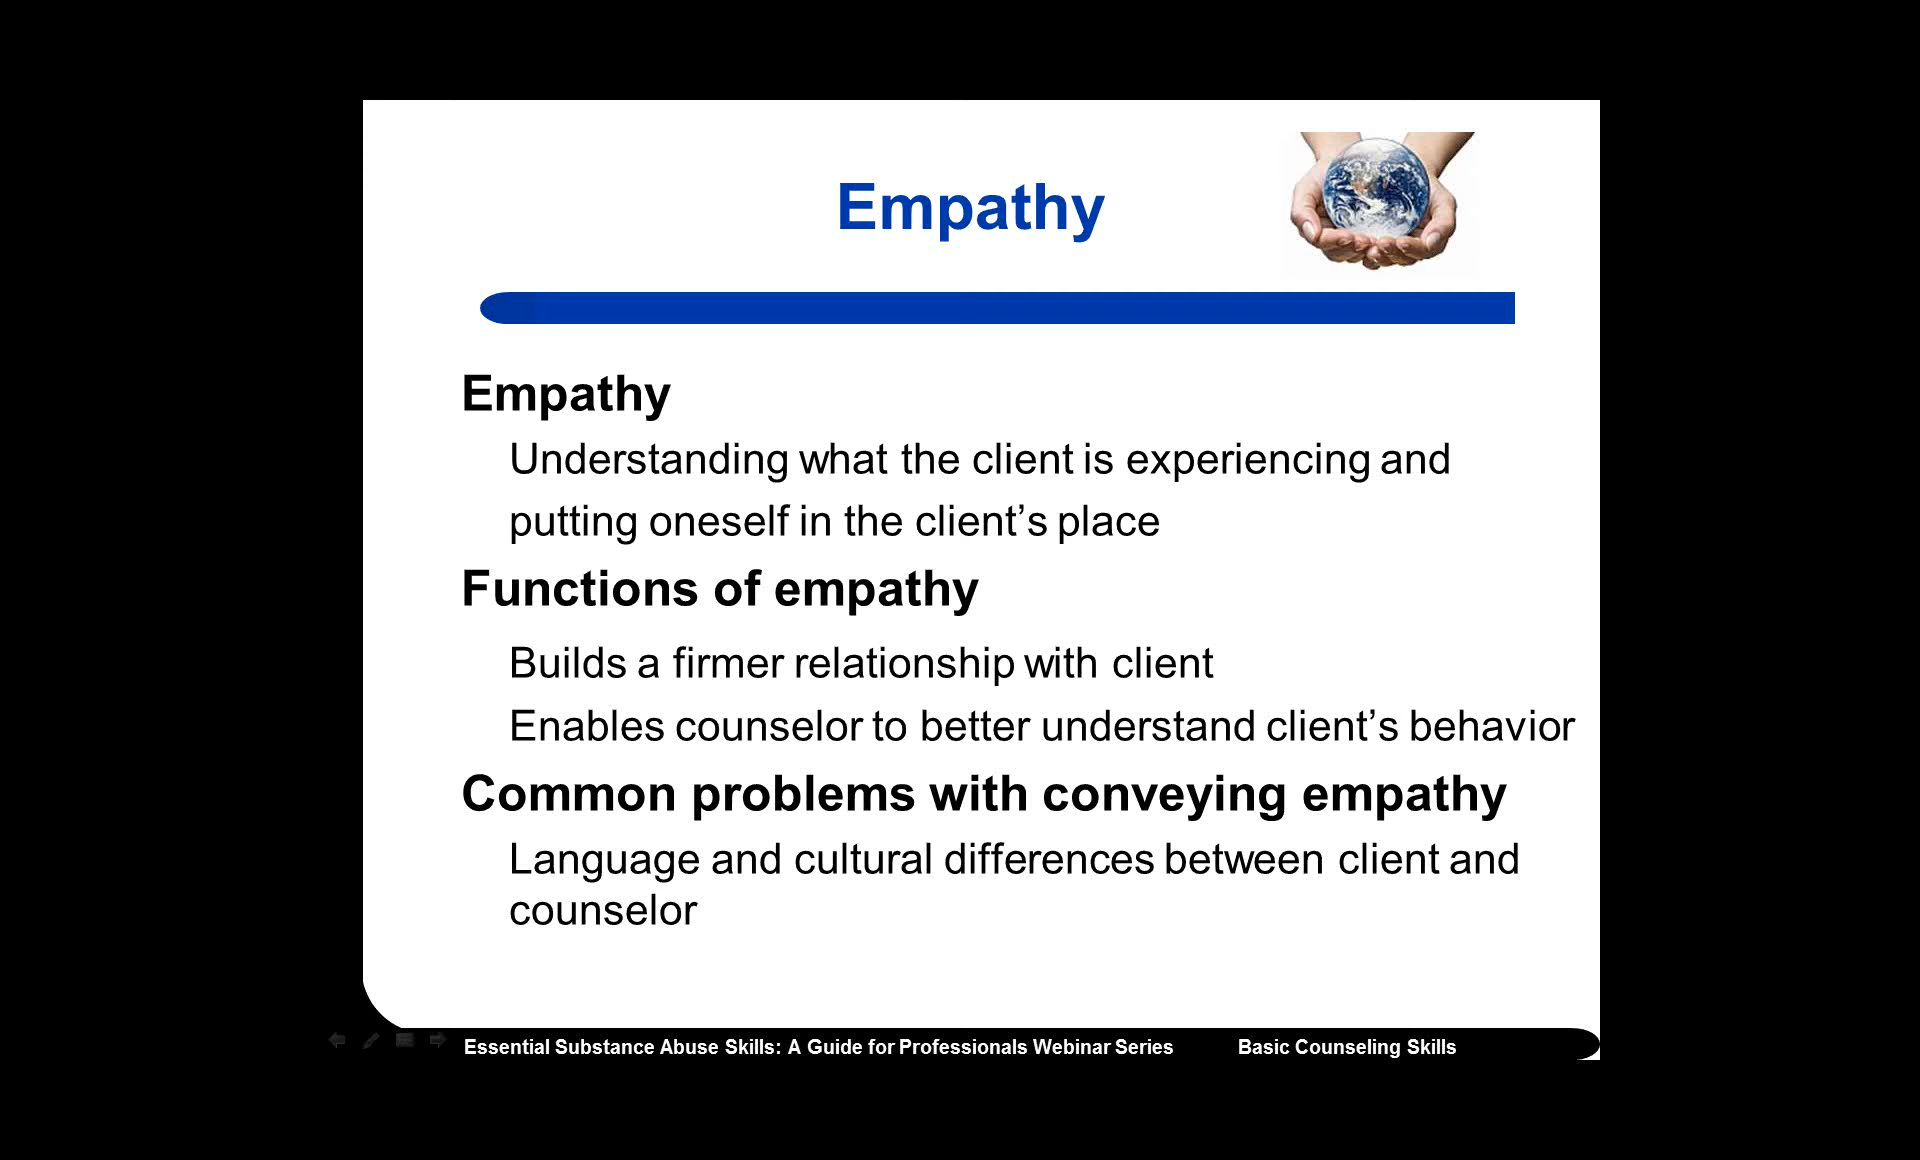 Empathy
Empathy
Understanding what the client is experiencing and
putting oneself in the client’s place
Functions of empathy
Builds a firmer relationship with client
Enables counselor to better understand client’s behavior
Common problems with conveying empathy
Language and cultural differences between client and
counselor
Essential Substance Abuse Skills: A Guide for Professionals Webinar Series
Basic Counseling Skills